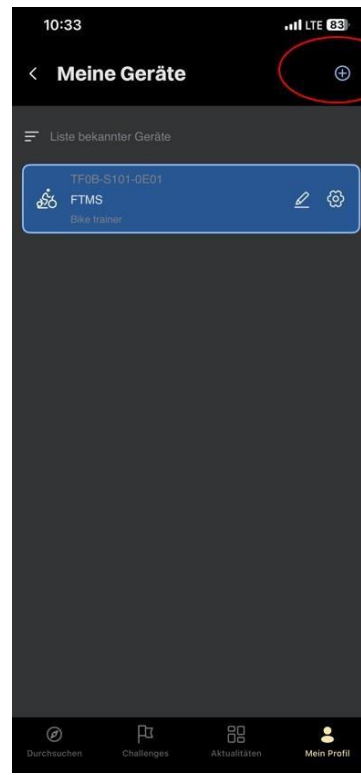 10:33
LTE 83
Meine Geräte
Liste bekannter Geräte
TF0B-S101-0E01
FTMS
Bike trainer
Durchsuchen
Challenges
Aktualitäten
Mein Profil